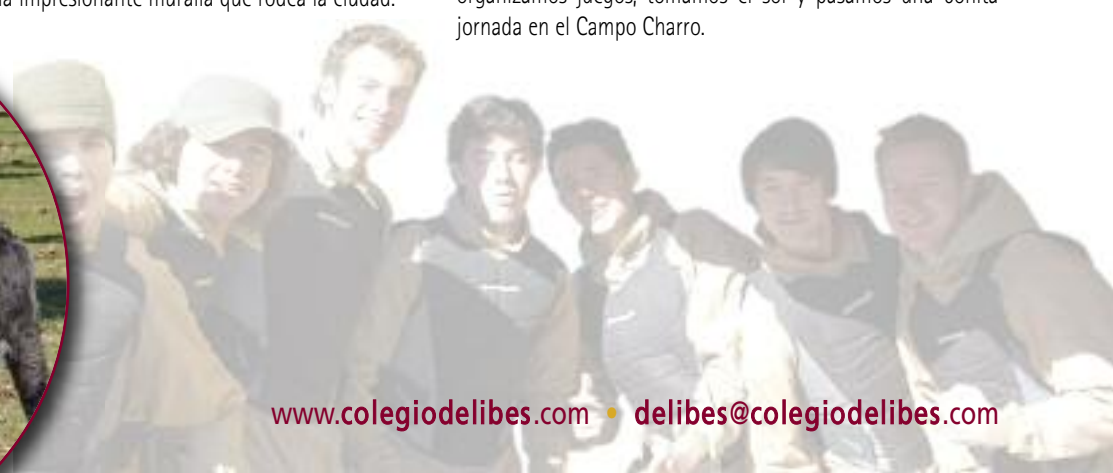 la impresionante muralla que rodea la ciudad.
organizamos juegos, tomamos el sol y pasamos una bonita
jornada en el Campo Charro.
www.colegiodelibes.com • delibes@colegiodelibes.com